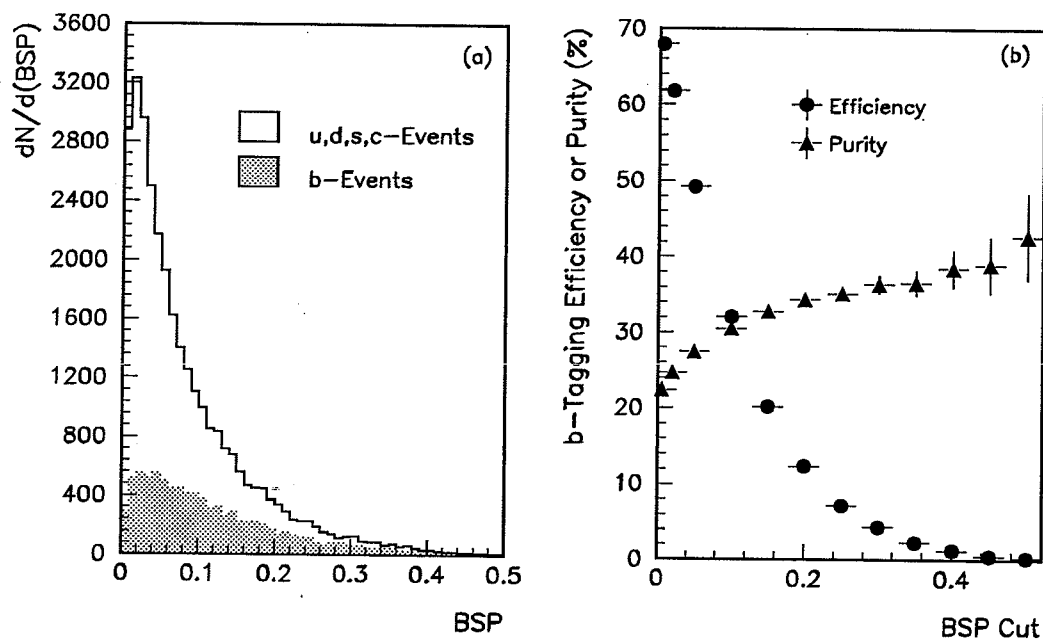 (a)
dN/d(BSP)
3600
3200
2800
2400
2000
1600
1200
800
400
0
u,d,s,c-Events
b-Events
0 0.1 0.2 0.3 0.4 0.5
BSP
(b)
b-Tagging Efficiency or Purity (%)
70
60
50
40
30
20
10
0
Efficiency
Purity
0 0.2 0.4
BSP Cut